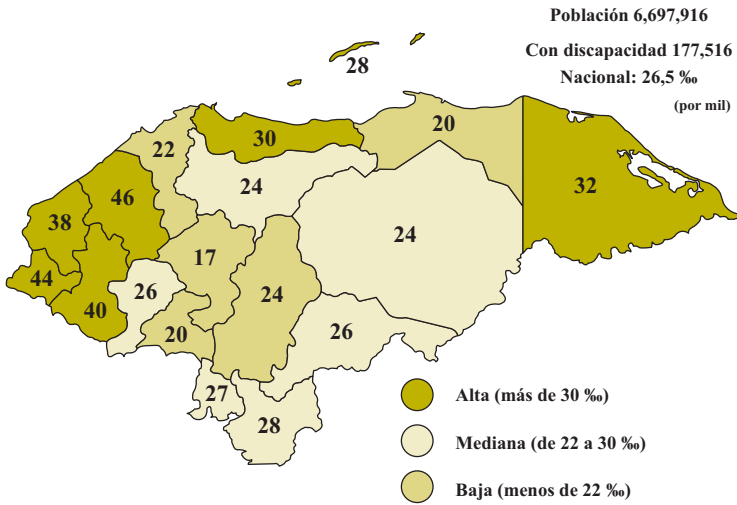 Población 6,697,916
Con discapacidad 177,516
Nacional: 26,5 ‰
(por mil)
28
30
20
22
24
32
46
38
24
17
44
26
24
40
20
26
27
28
Alta (más de 30 ‰)
Mediana (de 22 a 30 ‰)
Baja (menos de 22 ‰)